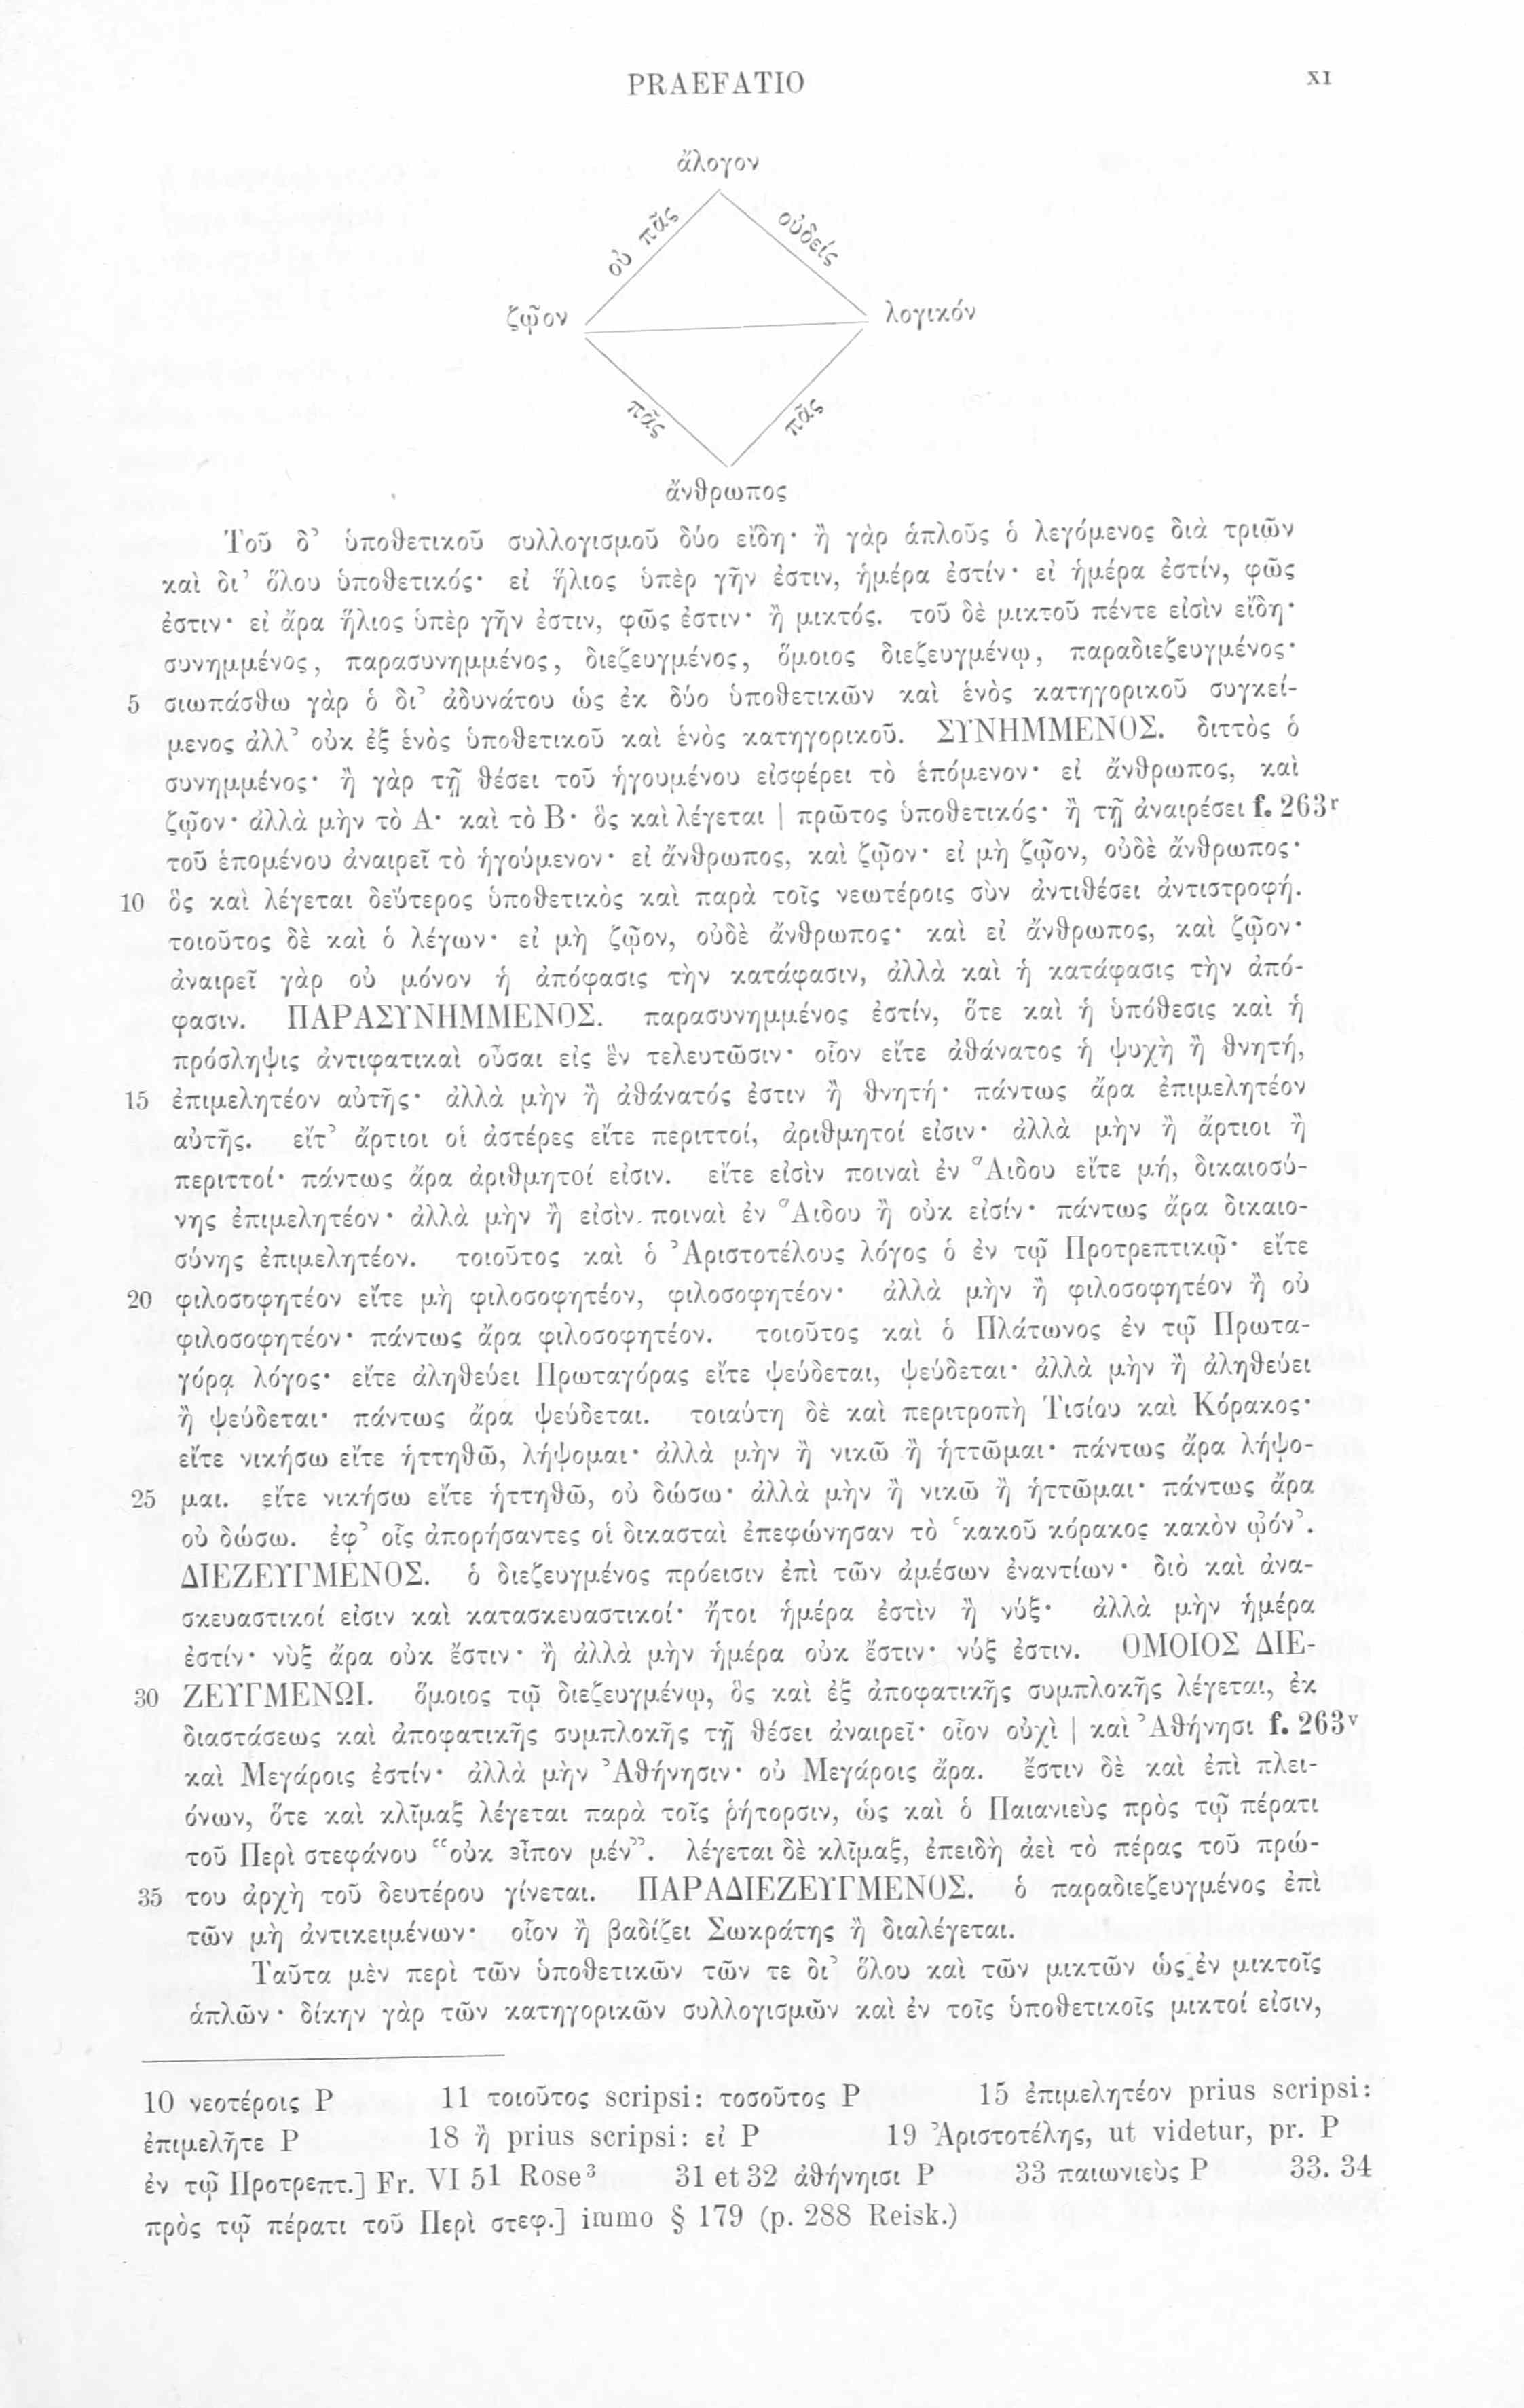 PRAEFATIO XI
ἄλογον
οὐ πᾶς οὐδείς
ζῷον λογικόν
πᾶς πᾶς
ἄνθρωπος
Τοῦ δ’ ὑποθετικοῦ συλλογισμοῦ δύο εἴδη· ἢ γὰρ ἁπλοῦς ὁ λεγόμενος διὰ τριῶν
καὶ δι’ ὅλου ὑποθετικός· εἰ ἥλιος ὑπὲρ γῆν ἐστιν, ἡμέρα ἐστίν· εἰ ἡμέρα ἐστίν, φῶς
ἐστιν· εἰ ἄρα ἥλιος ὑπὲρ γῆν ἐστιν, φῶς ἐστιν· ἢ μικτός. τοῦ δὲ μικτοῦ πέντε εἰσὶν εἴδη·
συνημμένος, παρασυνημμένος, διεζευγμένος, ὅμοιος διεζευγμένῳ, παραδιεζευγμένος·
5 σιωπάσθω γὰρ ὁ δι’ ἀδυνάτου ὡς ἐκ δύο ὑποθετικῶν καὶ ἑνὸς κατηγορικοῦ συγκεί-
μενος ἀλλ’ οὐκ ἐξ ἑνὸς ὑποθετικοῦ καὶ ἑνὸς κατηγορικοῦ. ΣΥΝΗΜΜΕΝΟΣ. διττὸς ὁ
συνημμένος· ἢ γὰρ τῇ θέσει τοῦ ἡγουμένου εἰσφέρει τὸ ἑπόμενον· εἰ ἄνθρωπος, καὶ
ζῷον· ἀλλὰ μὴν τὸ Α· καὶ τὸ Β· ὃς καὶ λέγεται | πρῶτος ὑποθετικός· ἢ τῇ ἀναιρέσει f. 263r
τοῦ ἑπομένου ἀναιρεῖ τὸ ἡγούμενον· εἰ ἄνθρωπος, καὶ ζῷον· εἰ μὴ ζῷον, οὐδὲ ἄνθρωπος·
10 ὃς καὶ λέγεται δεύτερος ὑποθετικὸς καὶ παρὰ τοῖς νεωτέροις σὺν ἀντιθέσει ἀντιστροφή.
τοιοῦτος δὲ καὶ ὁ λέγων· εἰ μὴ ζῷον, οὐδὲ ἄνθρωπος· καὶ εἰ ἄνθρωπος, καὶ ζῷον·
ἀναιρεῖ γὰρ οὐ μόνον ἡ ἀπόφασις τὴν κατάφασιν, ἀλλὰ καὶ ἡ κατάφασις τὴν ἀπό-
φασιν. ΠΑΡΑΣΥΝΗΜΜΕΝΟΣ. παρασυνημμένος ἐστίν, ὅτε καὶ ἡ ὑπόθεσις καὶ ἡ
πρόσληψις ἀντιφατικαὶ οὖσαι εἰς ἓν τελευτῶσιν· οἷον εἴτε ἀθάνατος ἡ ψυχὴ ἢ θνητή,
15 ἐπιμελητέον αὐτῆς· ἀλλὰ μὴν ἢ ἀθάνατός ἐστιν ἢ θνητή· πάντως ἄρα ἐπιμελητέον
αὐτῆς. εἴτ’ ἄρτιοι οἱ ἀστέρες εἴτε περιττοί, ἀριθμητοί εἰσιν· ἀλλὰ μὴν ἢ ἄρτιοι ἢ
περιττοί· πάντως ἄρα ἀριθμητοί εἰσιν. εἴτε εἰσὶν ποιναὶ ἐν Ἅιδου εἴτε μή, δικαιοσύ-
νης ἐπιμελητέον· ἀλλὰ μὴν ἢ εἰσὶν ποιναὶ ἐν Ἅιδου ἢ οὐκ εἰσίν· πάντως ἄρα δικαιο-
σύνης ἐπιμελητέον. τοιοῦτος καὶ ὁ Ἀριστοτέλους λόγος ὁ ἐν τῷ Προτρεπτικῷ· εἴτε
20 φιλοσοφητέον εἴτε μὴ φιλοσοφητέον, φιλοσοφητέον· ἀλλὰ μὴν ἢ φιλοσοφητέον ἢ οὐ
φιλοσοφητέον· πάντως ἄρα φιλοσοφητέον. τοιοῦτος καὶ ὁ Πλάτωνος ἐν τῷ Πρωτα-
γόρᾳ λόγος· εἴτε ἀληθεύει Πρωταγόρας εἴτε ψεύδεται, ψεύδεται· ἀλλὰ μὴν ἢ ἀληθεύει
ἢ ψεύδεται· πάντως ἄρα ψεύδεται. τοιαύτη δὲ καὶ περιτροπὴ Τισίου καὶ Κόρακος·
εἴτε νικήσω εἴτε ἡττηθῶ, λήψομαι· ἀλλὰ μὴν ἢ νικῶ ἢ ἡττῶμαι· πάντως ἄρα λήψο-
25 μαι. εἴτε νικήσω εἴτε ἡττηθῶ, οὐ δώσω· ἀλλὰ μὴν ἢ νικῶ ἢ ἡττῶμαι· πάντως ἄρα
οὐ δώσω. ἐφ’ οἷς ἀπορήσαντες οἱ δικασταὶ ἐπεφώνησαν τὸ ‘κακοῦ κόρακος κακὸν ᾠόν’.
ΔΙΕΖΕΥΓΜΕΝΟΣ. ὁ διεζευγμένος πρόεισιν ἐπὶ τῶν ἀμέσων ἐναντίων· διὸ καὶ ἀνα-
σκευαστικοί εἰσιν καὶ κατασκευαστικοί· ἤτοι ἡμέρα ἐστὶν ἢ νύξ· ἀλλὰ μὴν ἡμέρα
ἐστίν· νὺξ ἄρα οὐκ ἔστιν· ἢ ἀλλὰ μὴν ἡμέρα οὐκ ἔστιν· νύξ ἐστιν. ΟΜΟΙΟΣ ΔΙΕ-
30 ΖΕΥΓΜΕΝΩΙ. ὅμοιος τῷ διεζευγμένῳ, ὃς καὶ ἐξ ἀποφατικῆς συμπλοκῆς λέγεται, ἐκ
διαστάσεως καὶ ἀποφατικῆς συμπλοκῆς τῇ θέσει ἀναιρεῖ· οἷον οὐχὶ | καὶ Ἀθήνησι f. 263v
καὶ Μεγάροις ἐστίν· ἀλλὰ μὴν Ἀθήνησιν· οὐ Μεγάροις ἄρα. ἔστιν δὲ καὶ ἐπὶ πλει-
όνων, ὅτε καὶ κλῖμαξ λέγεται παρὰ τοῖς ῥήτορσιν, ὡς καὶ ὁ Παιανιεὺς πρὸς τῷ πέρατι
τοῦ Περὶ στεφάνου “οὐκ εἶπον μέν”. λέγεται δὲ κλῖμαξ, ἐπειδὴ ἀεὶ τὸ πέρας τοῦ πρώ-
35 του ἀρχὴ τοῦ δευτέρου γίνεται. ΠΑΡΑΔΙΕΖΕΥΓΜΕΝΟΣ. ὁ παραδιεζευγμένος ἐπὶ
τῶν μὴ ἀντικειμένων· οἷον ἢ βαδίζει Σωκράτης ἢ διαλέγεται.
Ταῦτα μὲν περὶ τῶν ὑποθετικῶν τῶν τε δι’ ὅλου καὶ τῶν μικτῶν ὡς ἐν μικτοῖς
ἁπλῶν· δίκην γὰρ τῶν κατηγορικῶν συλλογισμῶν καὶ ἐν τοῖς ὑποθετικοῖς μικτοί εἰσιν,
10 νεοτέροις P 11 τοιοῦτος scripsi: τοσοῦτος P 15 ἐπιμελητέον prius scripsi:
ἐπιμελῆτε P 18 ἢ prius scripsi: εἰ P 19 Ἀριστοτέλης, ut videtur, pr. P
ἐν τῷ Προτρεπτ.] Fr. VI 51 Rose³ 31 et 32 ἀθήνηισι P 33 παιωνιεὺς P 33. 34
πρὸς τῷ πέρατι τοῦ Περὶ στεφ.] immo § 179 (p. 288 Reisk.)